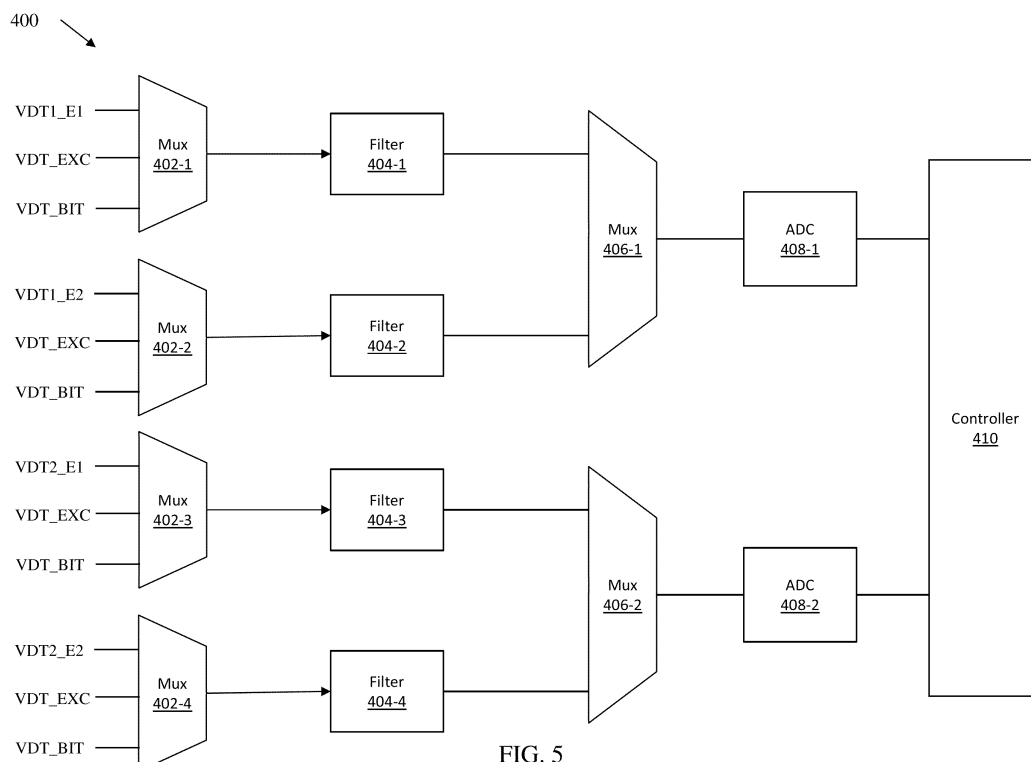 400
VDT1_E1
VDT_EXC
VDT_BIT
Mux
402-1
Filter
404-1
VDT1_E2
VDT_EXC
VDT_BIT
Mux
402-2
Filter
404-2
Mux
406-1
ADC
408-1
VDT2_E1
VDT_EXC
VDT_BIT
Mux
402-3
Filter
404-3
VDT2_E2
VDT_EXC
VDT_BIT
Mux
402-4
Filter
404-4
Mux
406-2
ADC
408-2
Controller
410
FIG. 5